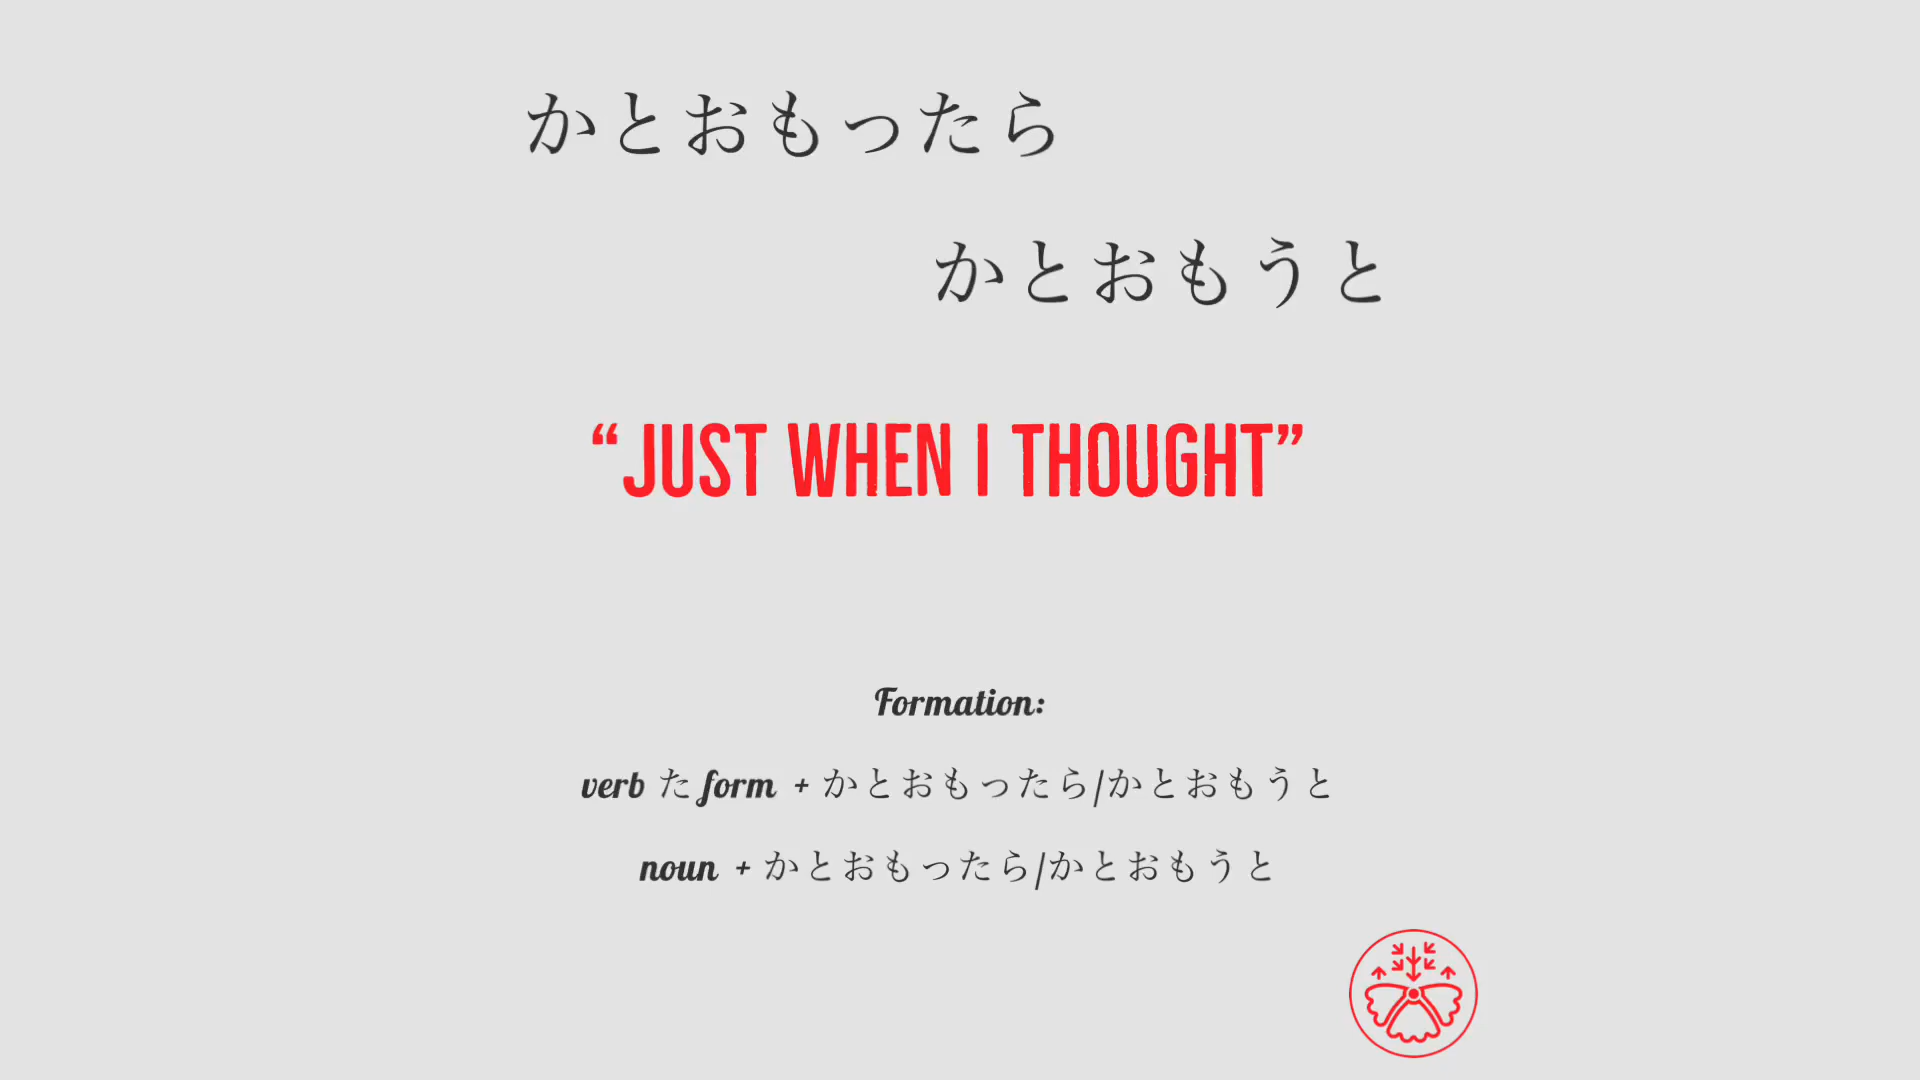 かとおもったら
かとおもうと
“JUST WHEN I THOUGHT”
Formation:
verb た form + かとおもったら/かとおもうと
noun + かとおもったら/かとおもうと